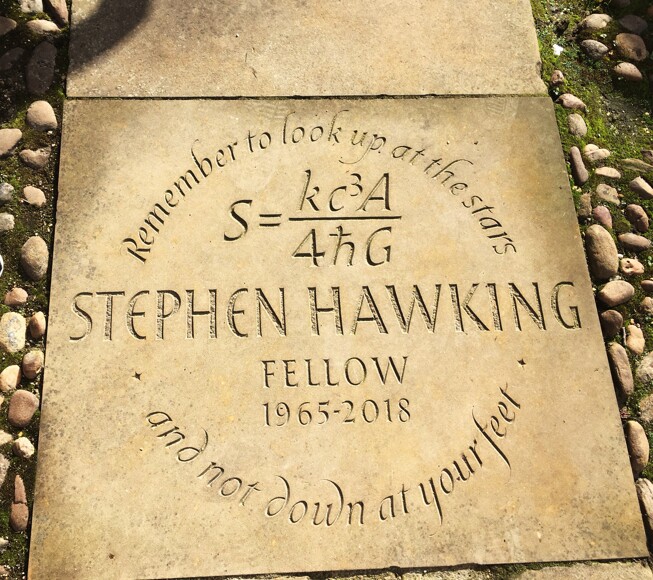 Remember to look up at the stars
S = kc³A / 4ħG
STEPHEN HAWKING
FELLOW
1965-2018
and not down at your feet